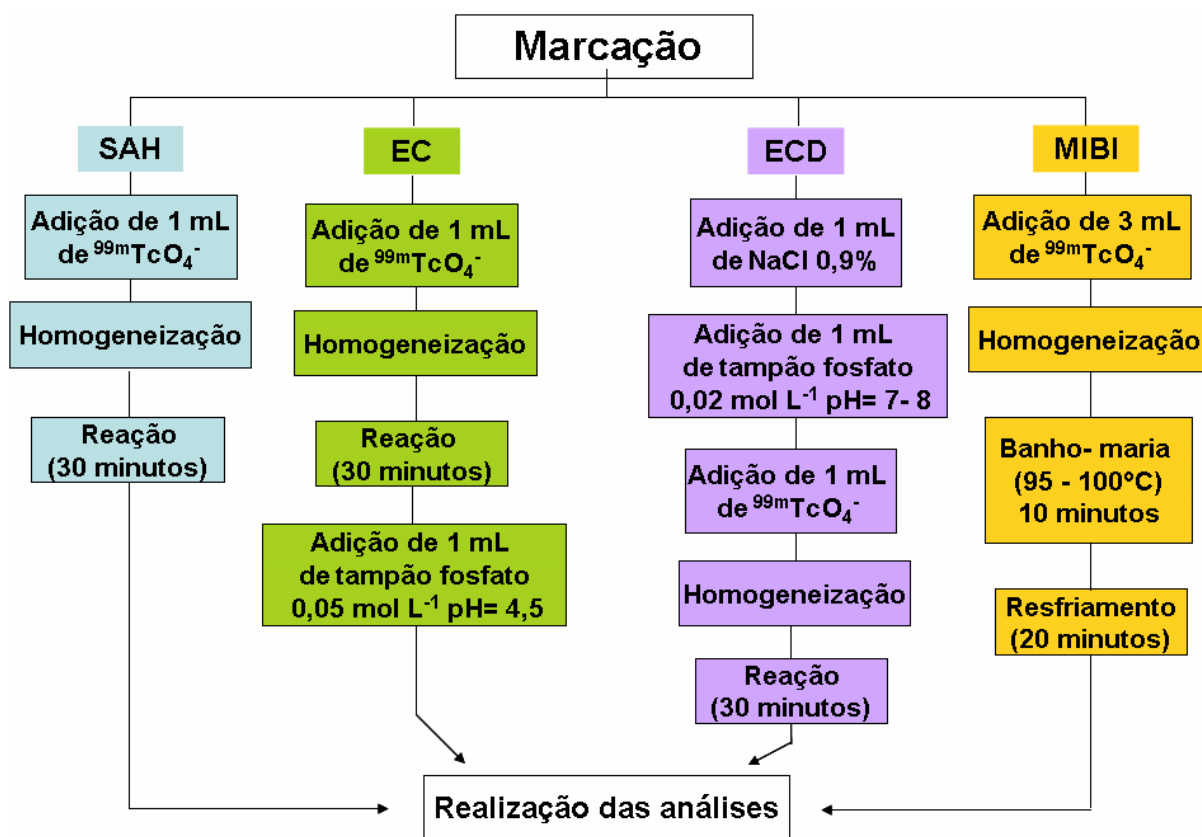 Marcação
SAH
Adição de 1 mL
de ⁹⁹ᵐTcO₄⁻
Homogeneização
Reação
(30 minutos)
EC
Adição de 1 mL
de ⁹⁹ᵐTcO₄⁻
Homogeneização
Reação
(30 minutos)
Adição de 1 mL
de tampão fosfato
0,05 mol L⁻¹ pH= 4,5
ECD
Adição de 1 mL
de NaCl 0,9%
Adição de 1 mL
de tampão fosfato
0,02 mol L⁻¹ pH= 7- 8
Adição de 1 mL
de ⁹⁹ᵐTcO₄⁻
Homogeneização
Reação
(30 minutos)
MIBI
Adição de 3 mL
de ⁹⁹ᵐTcO₄⁻
Homogeneização
Banho- maria
(95 - 100ºC)
10 minutos
Resfriamento
(20 minutos)
Realização das análises